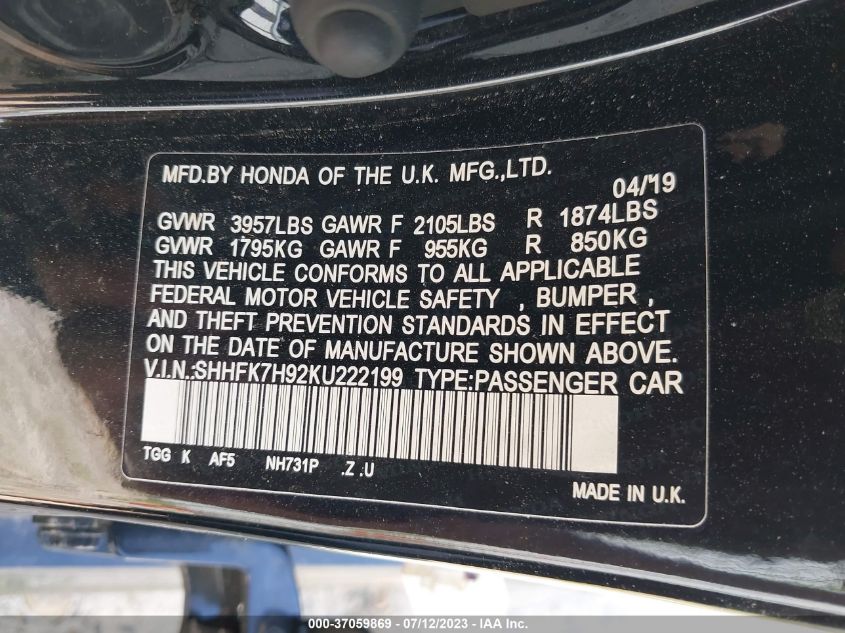 MFD.BY HONDA OF THE U.K. MFG.,LTD.
04/'19
GVWR 3957LBS GAWR F 2105LBS R 1874LBS
GVWR 1795KG GAWR F 955KG R 850KG
THIS VEHICLE CONFORMS TO ALL APPLICABLE
FEDERAL MOTOR VEHICLE SAFETY , BUMPER ,
AND THEFT PREVENTION STANDARDS IN EFFECT
ON THE DATE OF MANUFACTURE SHOWN ABOVE.
V.I.N.:SHHFK7H92KU222199 TYPE:PASSENGER CAR
TGG K AF5 NH731P .Z .U
MADE IN U.K.
000-37059869 - 07/12/2023 - IAA Inc.